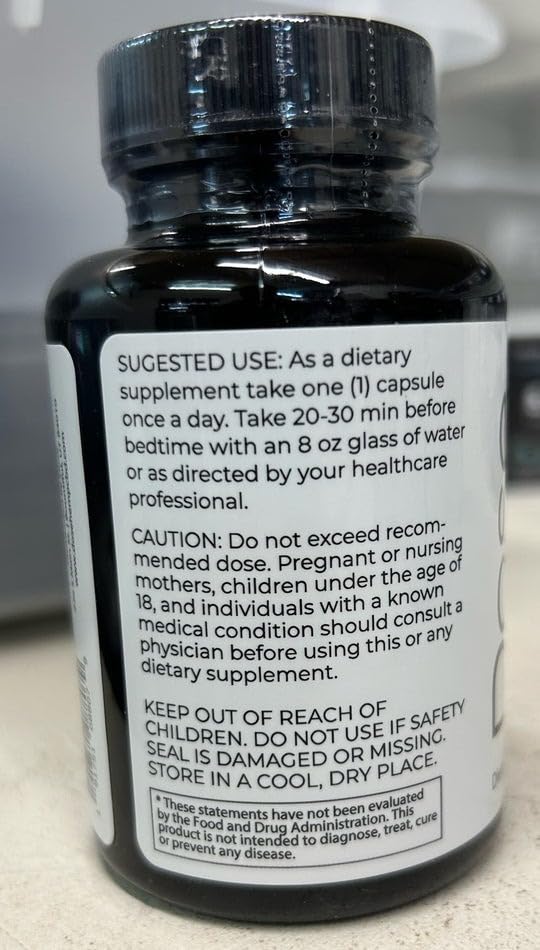 SUGESTED USE: As a dietary
supplement take one (1) capsule
once a day. Take 20-30 min before
bedtime with an 8 oz glass of water
or as directed by your healthcare
professional.
CAUTION: Do not exceed recom-
mended dose. Pregnant or nursing
mothers, children under the age of
18, and individuals with a known
medical condition should consult a
physician before using this or any
dietary supplement.
KEEP OUT OF REACH OF
CHILDREN. DO NOT USE IF SAFETY
SEAL IS DAMAGED OR MISSING.
STORE IN A COOL, DRY PLACE.
* These statements have not been evaluated
by the Food and Drug Administration. This
product is not intended to diagnose, treat, cure
or prevent any disease.